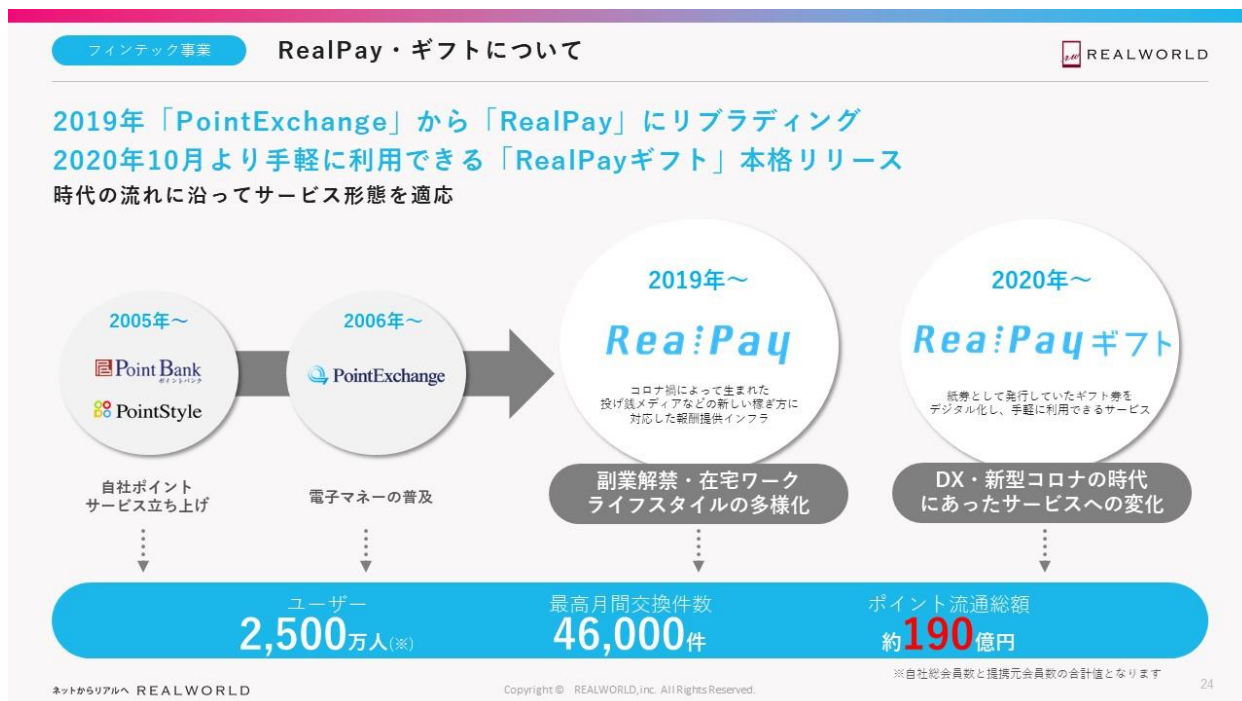 フィンテック事業
RealPay・ギフトについて
REALWORLD
2019年「PointExchange」から「RealPay」にリブラディング
2020年10月より手軽に利用できる「RealPayギフト」本格リリース
時代の流れに沿ってサービス形態を適応
2005年～
Point Bank
ポイントバンク
PointStyle
自社ポイント
サービス立ち上げ
2006年～
PointExchange
電子マネーの普及
2019年～
RealPay
コロナ禍によって生まれた
投げ銭メディアなどの新しい稼ぎ方に
対応した報酬提供インフラ
副業解禁・在宅ワーク
ライフスタイルの多様化
2020年～
RealPayギフト
紙券として発行していたギフト券を
デジタル化し、手軽に利用できるサービス
DX・新型コロナの時代
にあったサービスへの変化
ユーザー
2,500万人(※)
最高月間交換件数
46,000件
ポイント流通総額
約190億円
※自社総会員数と提携元会員数の合計値となります
ネットからリアルへ REALWORLD
Copyright © REALWORLD,inc. All Rights Reserved.
24